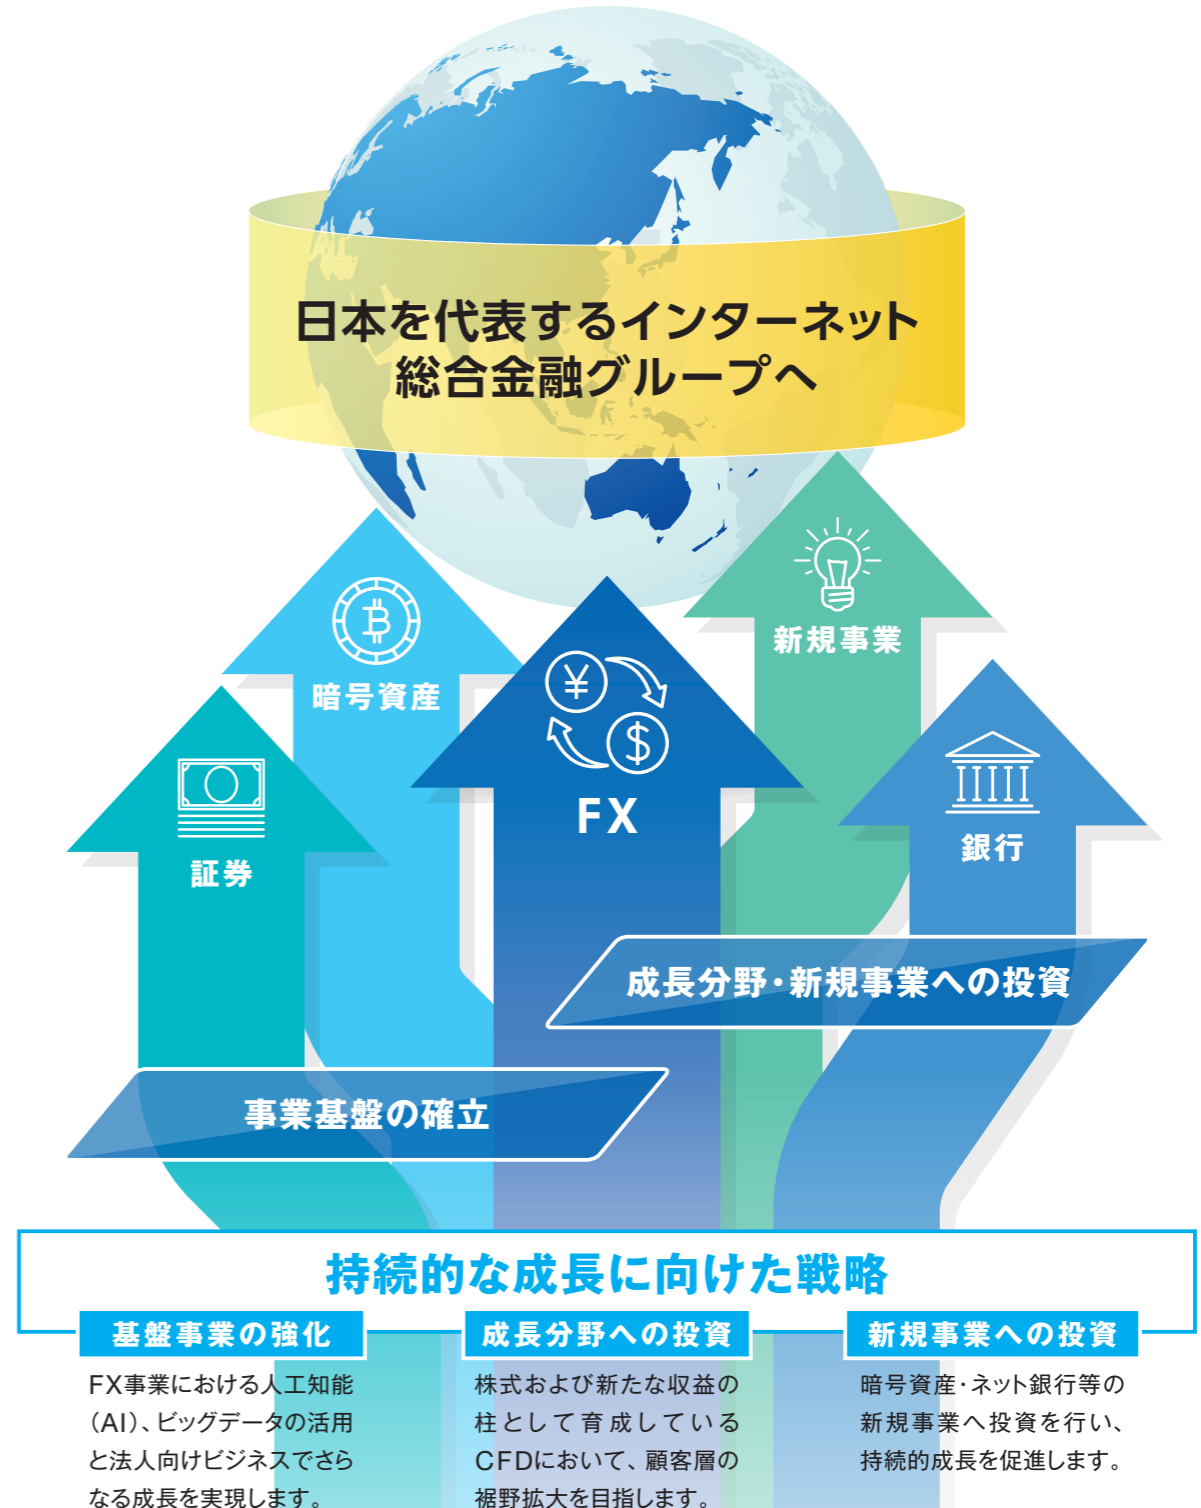 日本を代表するインターネット
総合金融グループへ
新規事業
暗号資産
FX
銀行
証券
成長分野・新規事業への投資
事業基盤の確立
持続的な成長に向けた戦略
基盤事業の強化
FX事業における人工知能
（AI）、ビッグデータの活用
と法人向けビジネスでさら
なる成長を実現します。
成長分野への投資
株式および新たな収益の
柱として育成している
CFDにおいて、顧客層の
裾野拡大を目指します。
新規事業への投資
暗号資産・ネット銀行等の
新規事業へ投資を行い、
持続的成長を促進します。